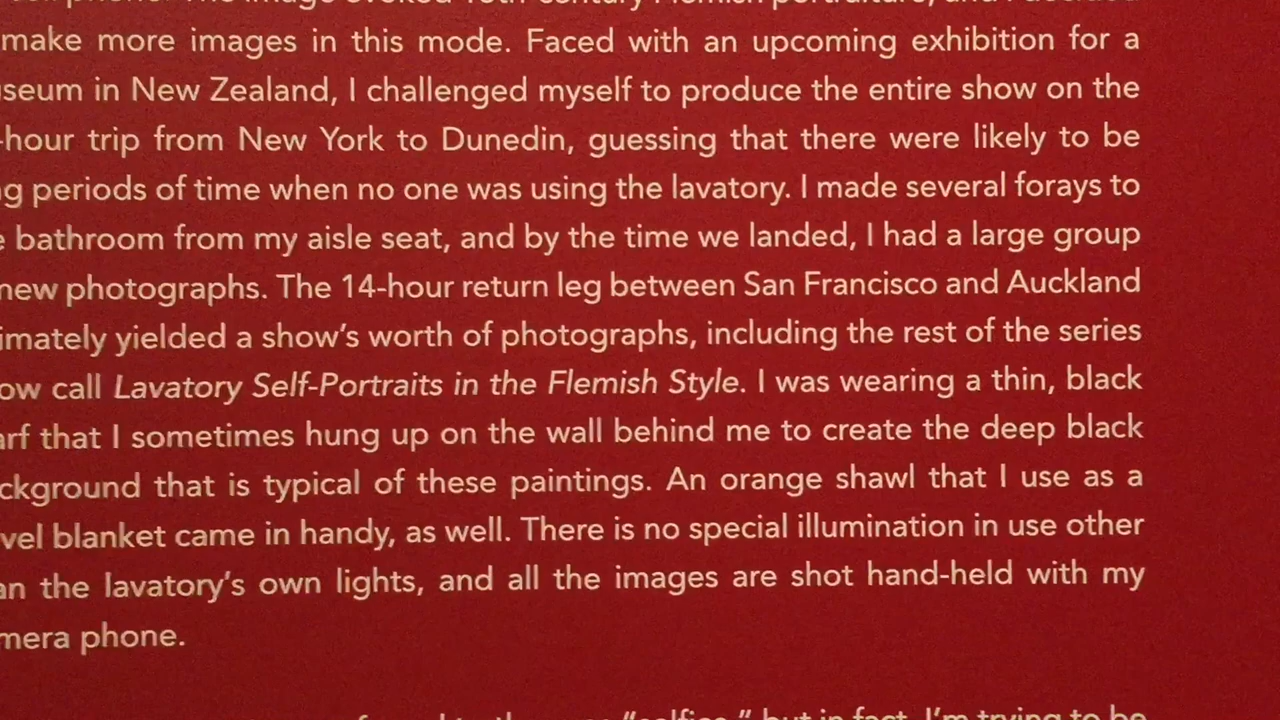 make more images in this mode. Faced with an upcoming exhibition for a
seum in New Zealand, I challenged myself to produce the entire show on the
-hour trip from New York to Dunedin, guessing that there were likely to be
g periods of time when no one was using the lavatory. I made several forays to
e bathroom from my aisle seat, and by the time we landed, I had a large group
new photographs. The 14-hour return leg between San Francisco and Auckland
imately yielded a show's worth of photographs, including the rest of the series
ow call Lavatory Self-Portraits in the Flemish Style. I was wearing a thin, black
arf that I sometimes hung up on the wall behind me to create the deep black
ckground that is typical of these paintings. An orange shawl that I use as a
vel blanket came in handy, as well. There is no special illumination in use other
an the lavatory's own lights, and all the images are shot hand-held with my
mera phone.
"selfies," but in fact, I'm trying to be